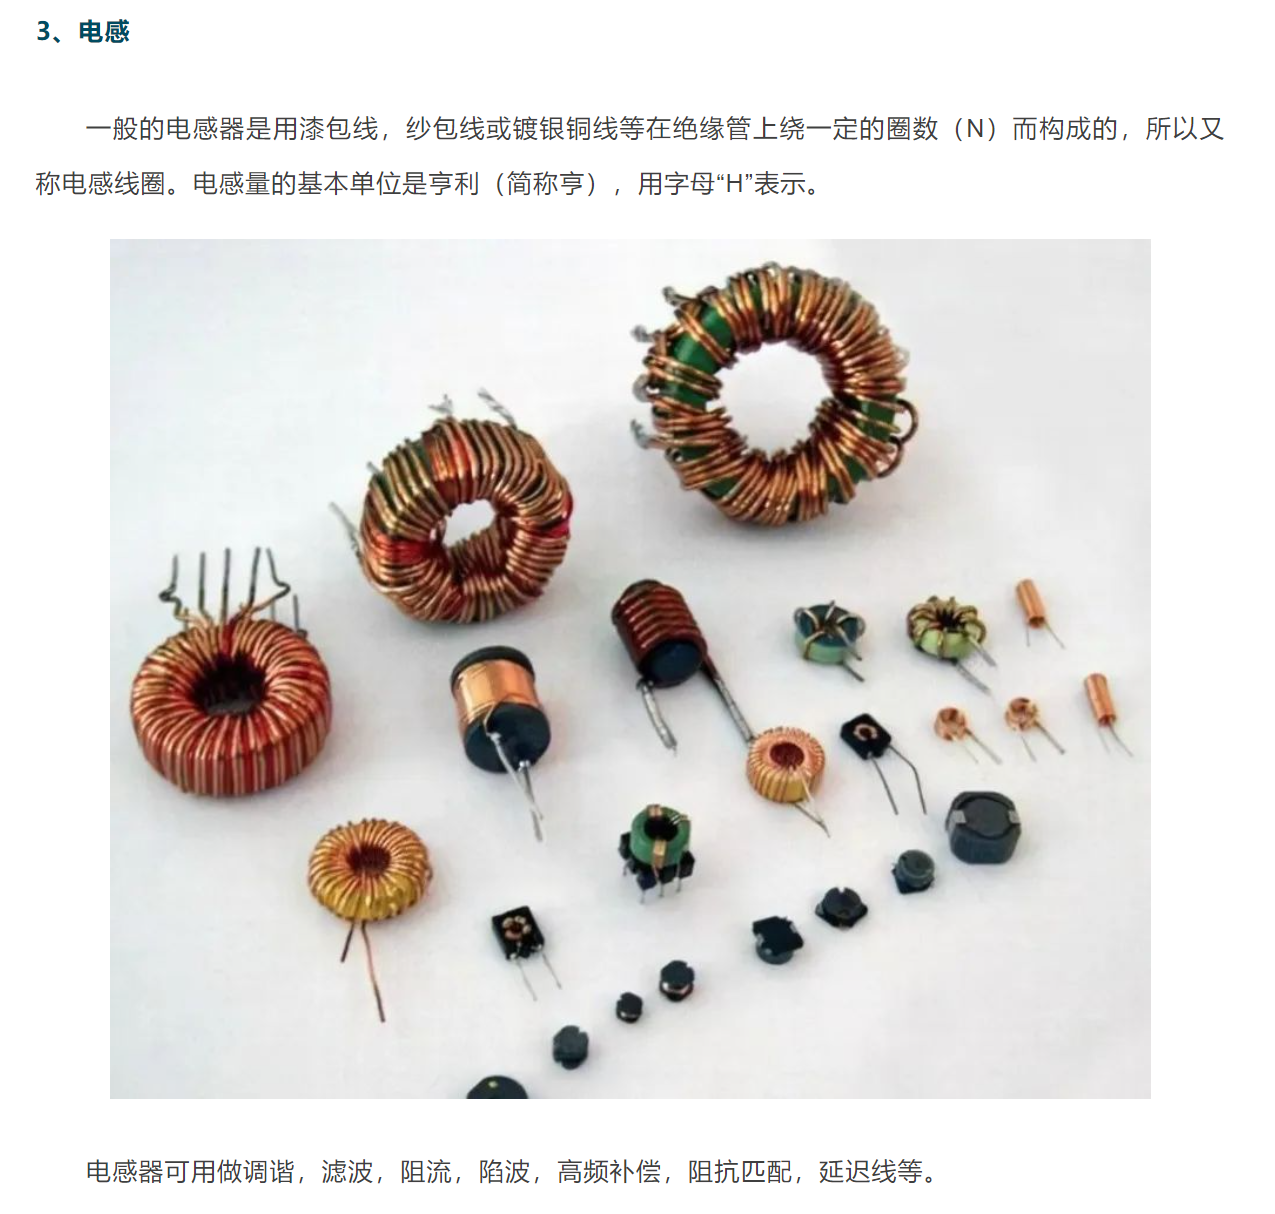 3、电感
一般的电感器是用漆包线，纱包线或镀银铜线等在绝缘管上绕一定的圈数（N）而构成的，所以又
称电感线圈。电感量的基本单位是亨利（简称亨），用字母“H”表示。
电感器可用做调谐，滤波，阻流，陷波，高频补偿，阻抗匹配，延迟线等。